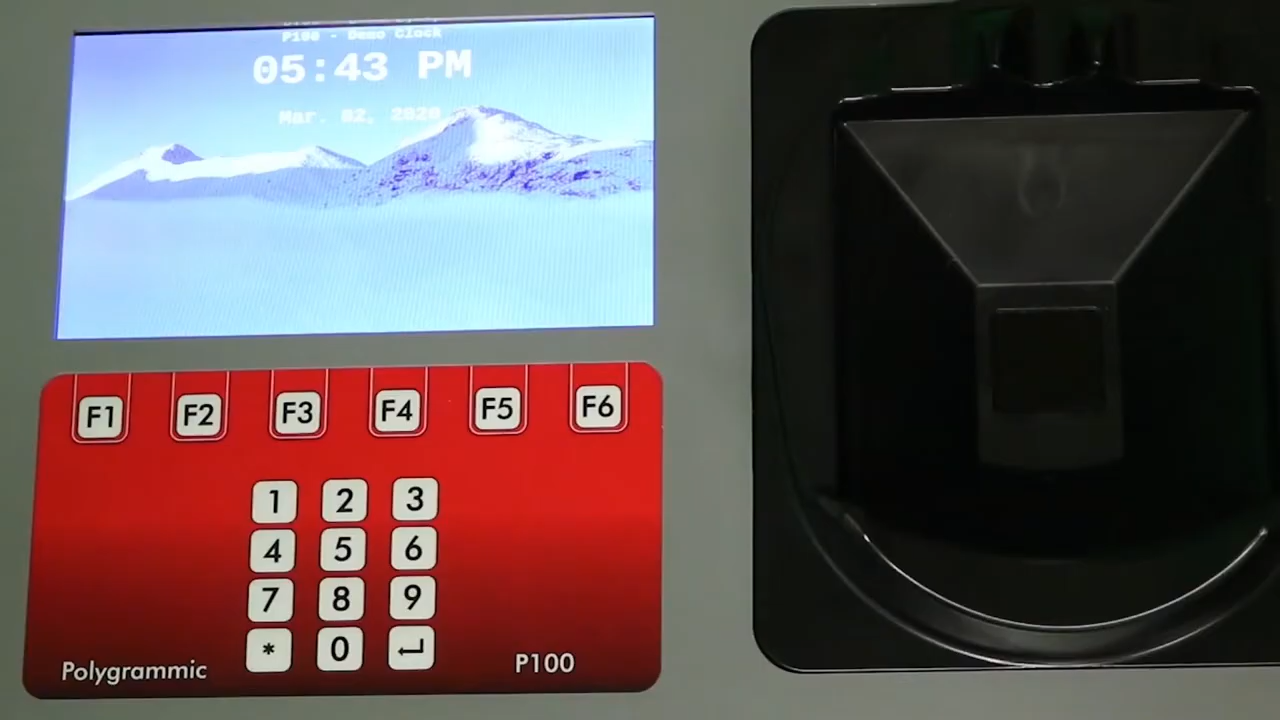 P100 - Demo Clock
05:43 PM
Mar. 02, 2020
F1 F2 F3 F4 F5 F6
1 2 3
4 5 6
7 8 9
* 0 ↵
Polygrammic P100